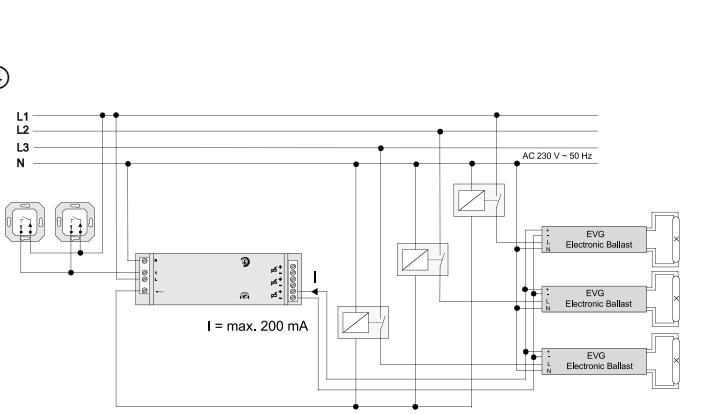 L1
L2
L3
N
AC 230 V ~ 50 Hz
+
-
L
N
EVG
Electronic Ballast
N
1
L
I
I = max. 200 mA
+
-
L
N
EVG
Electronic Ballast
+
-
L
N
EVG
Electronic Ballast